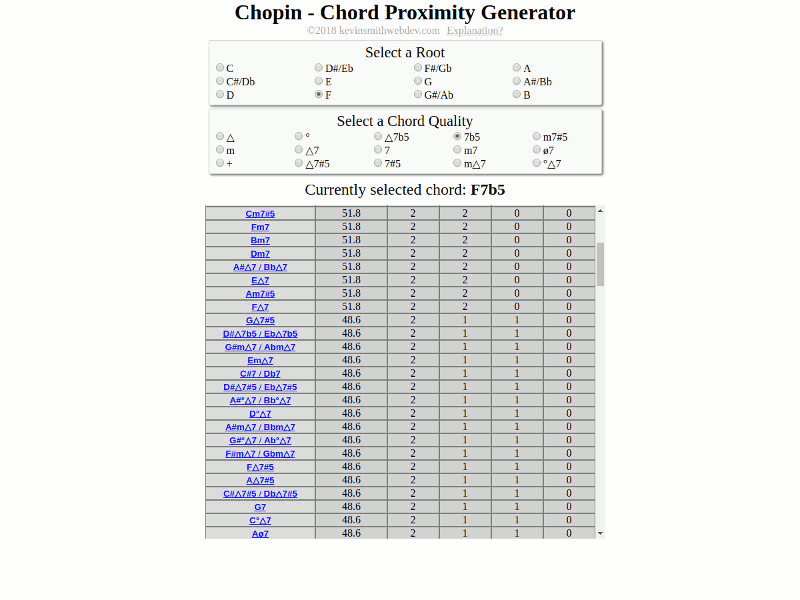 Chopin - Chord Proximity Generator
©2018 kevinsmithwebdev.com Explanation?
Select a Root
C D#/Eb F#/Gb A
C#/Db E G A#/Bb
D F G#/Ab B
Select a Chord Quality
△ ° △7b5 7b5 m7#5
m △7 7 m7 ø7
+ △7#5 7#5 m△7 °△7
Currently selected chord: F7b5
Cm7#5 51.8 2 2 0 0
Fm7 51.8 2 2 0 0
Bm7 51.8 2 2 0 0
Dm7 51.8 2 2 0 0
A#△7 / Bb△7 51.8 2 2 0 0
E△7 51.8 2 2 0 0
Am7#5 51.8 2 2 0 0
F△7 51.8 2 2 0 0
G△7#5 48.6 2 1 1 0
D#△7b5 / Eb△7b5 48.6 2 1 1 0
G#m△7 / Abm△7 48.6 2 1 1 0
Em△7 48.6 2 1 1 0
C#7 / Db7 48.6 2 1 1 0
D#△7#5 / Eb△7#5 48.6 2 1 1 0
A#°△7 / Bb°△7 48.6 2 1 1 0
D°△7 48.6 2 1 1 0
A#m△7 / Bbm△7 48.6 2 1 1 0
G#°△7 / Ab°△7 48.6 2 1 1 0
F#m△7 / Gbm△7 48.6 2 1 1 0
F△7#5 48.6 2 1 1 0
A△7#5 48.6 2 1 1 0
C#△7#5 / Db△7#5 48.6 2 1 1 0
G7 48.6 2 1 1 0
C°△7 48.6 2 1 1 0
Aø7 48.6 2 1 1 0